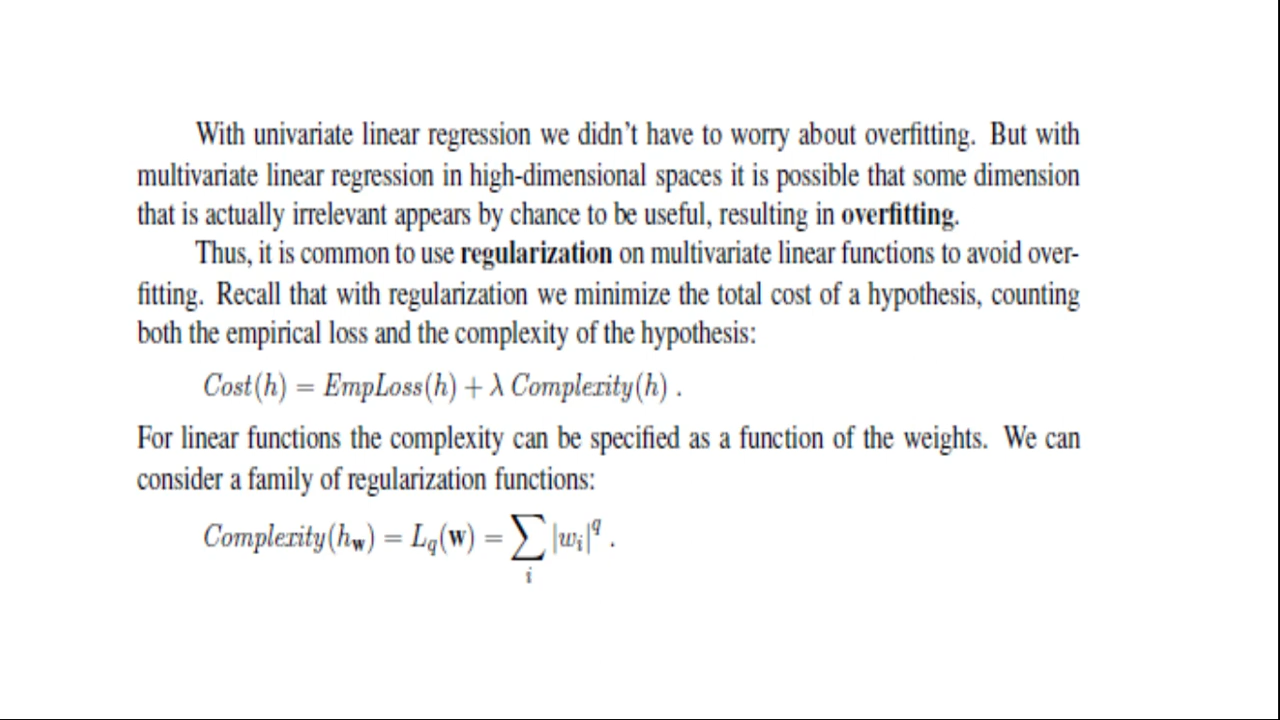 With univariate linear regression we didn't have to worry about overfitting. But with
multivariate linear regression in high-dimensional spaces it is possible that some dimension
that is actually irrelevant appears by chance to be useful, resulting in overfitting.
Thus, it is common to use regularization on multivariate linear functions to avoid over-
fitting. Recall that with regularization we minimize the total cost of a hypothesis, counting
both the empirical loss and the complexity of the hypothesis:
Cost(h) = EmpLoss(h) + λ Complexity(h) .
For linear functions the complexity can be specified as a function of the weights. We can
consider a family of regularization functions:
Complexity(h_w) = L_q(w) = ∑_i |w_i|^q .